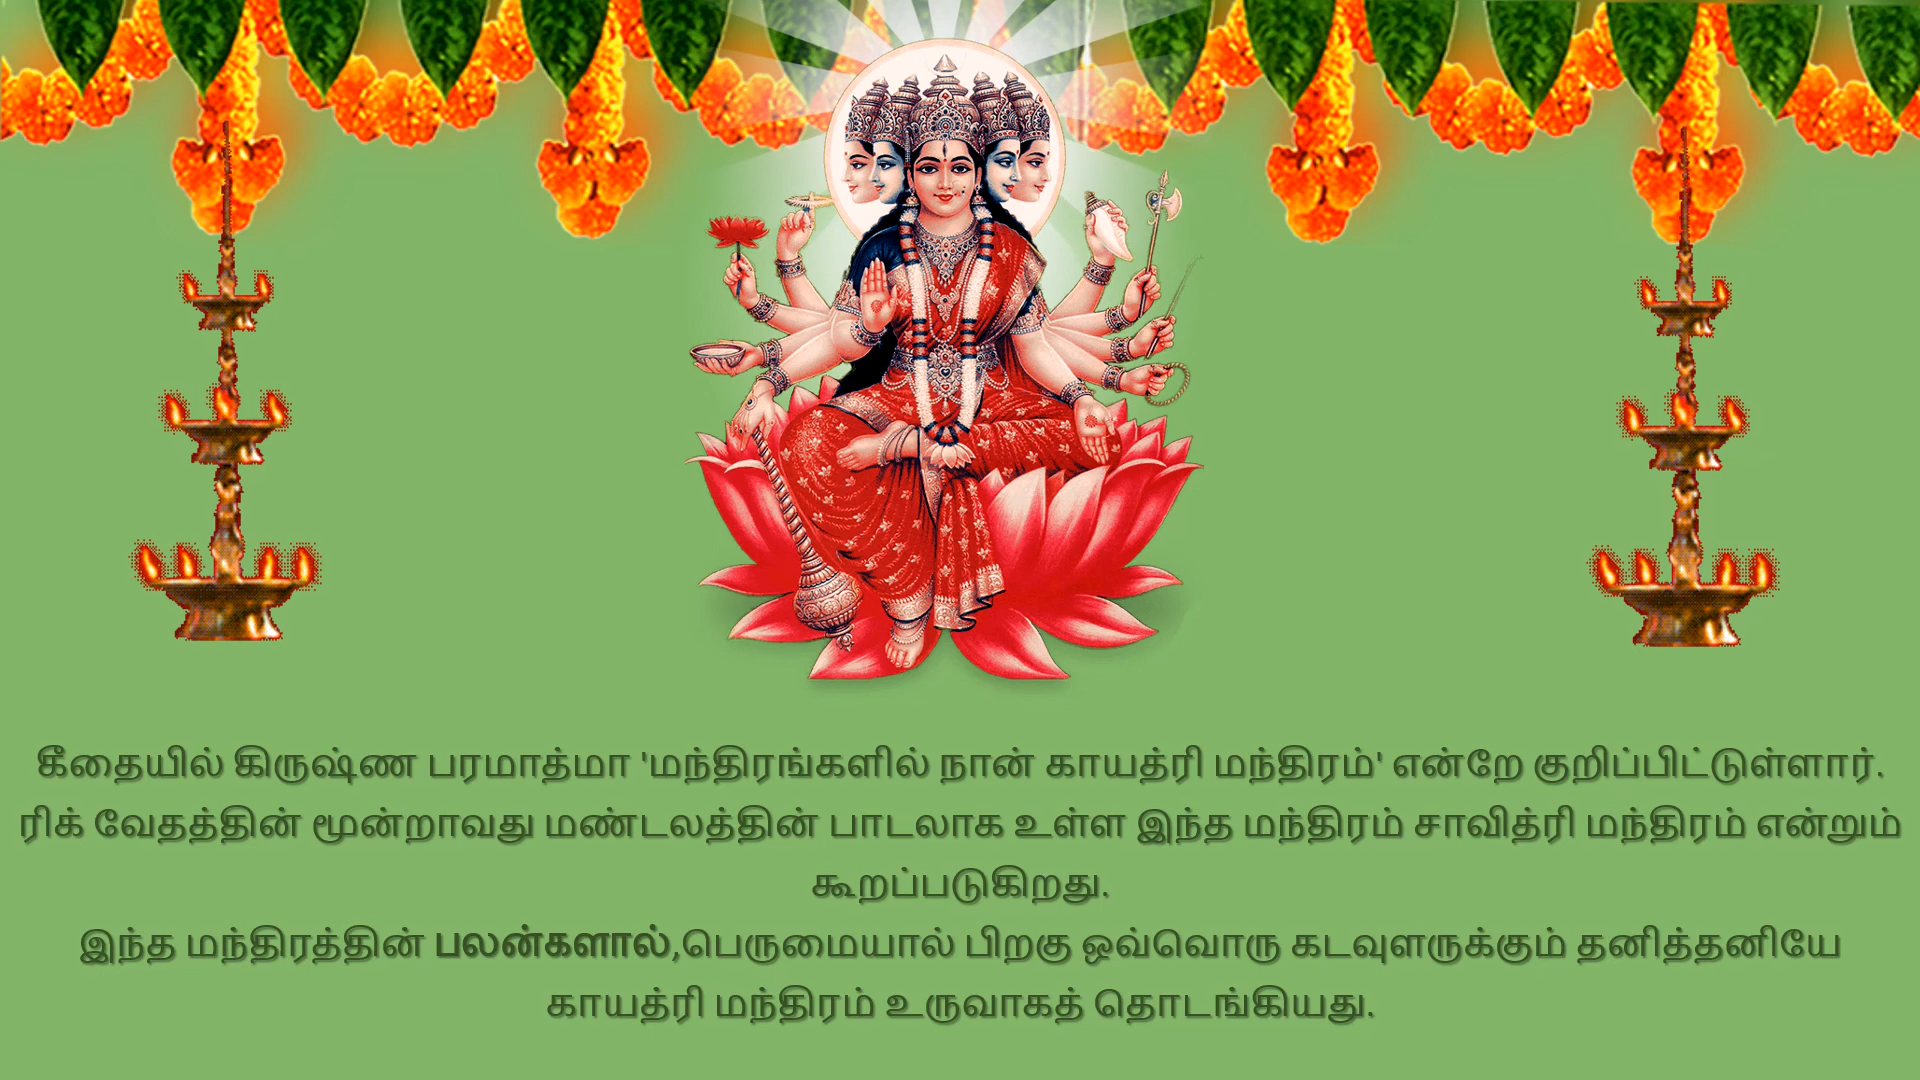 கீதையில் கிருஷ்ண பரமாத்மா 'மந்திரங்களில் நான் காயத்ரி மந்திரம்' என்றே குறிப்பிட்டுள்ளார்.
ரிக் வேதத்தின் மூன்றாவது மண்டலத்தின் பாடலாக உள்ள இந்த மந்திரம் சாவித்ரி மந்திரம் என்றும்
கூறப்படுகிறது.
இந்த மந்திரத்தின் பலன்களால்,பெருமையால் பிறகு ஒவ்வொரு கடவுளருக்கும் தனித்தனியே
காயத்ரி மந்திரம் உருவாகத் தொடங்கியது.